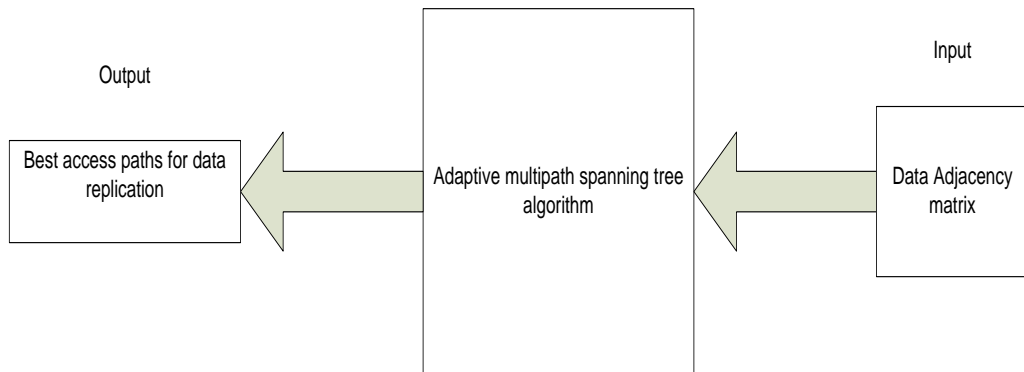 Output
Input
Best access paths for data
replication
Adaptive multipath spanning tree
algorithm
Data Adjacency
matrix